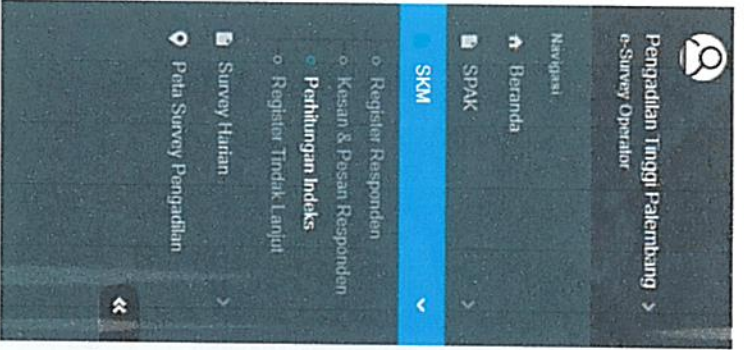 Pengadilan Tinggi Palembang
e-Survey Operator
Navigasi
Beranda
SPAK
SKM
Register Responden
Kesan & Pesan Responden
Perhitungan Indeks
Register Tindak Lanjut
Survey Harian
Peta Survey Pengadilan